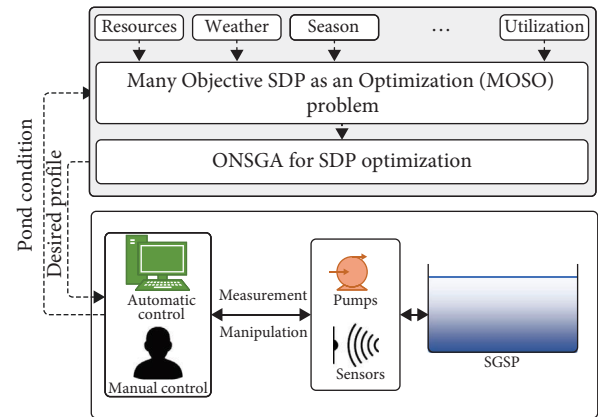 Resources
Weather
Season
...
Utilization
Many Objective SDP as an Optimization (MOSO)
problem
ONSGA for SDP optimization
Pond condition
Desired profile
Automatic
control
Manual control
Measurement
Manipulation
Pumps
Sensors
SGSP